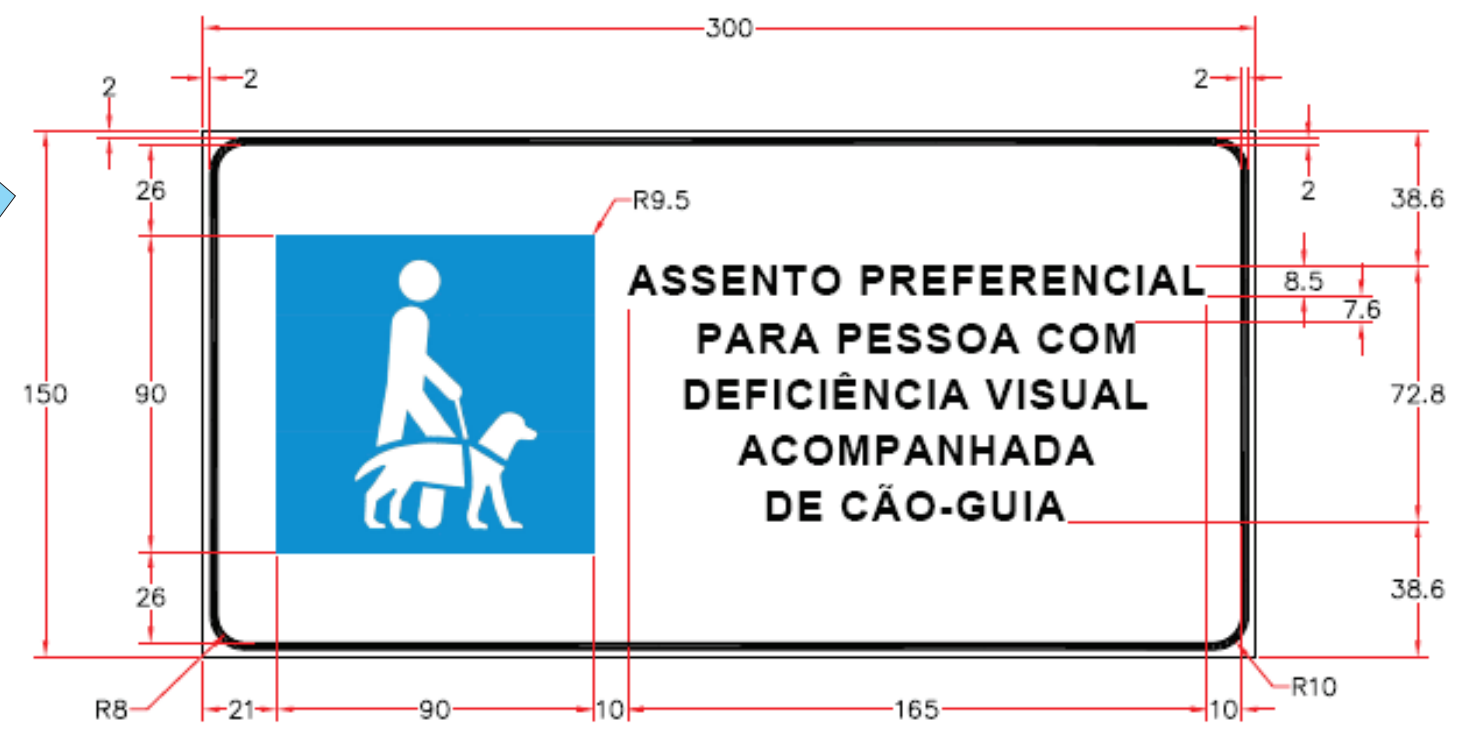 300
2
2
2
26
R9.5
2
38.6
ASSENTO PREFERENCIAL
8.5
7.6
PARA PESSOA COM
150
90
DEFICIÊNCIA VISUAL
72.8
ACOMPANHADA
DE CÃO-GUIA
26
38.6
R8
21
90
10
165
10
R10